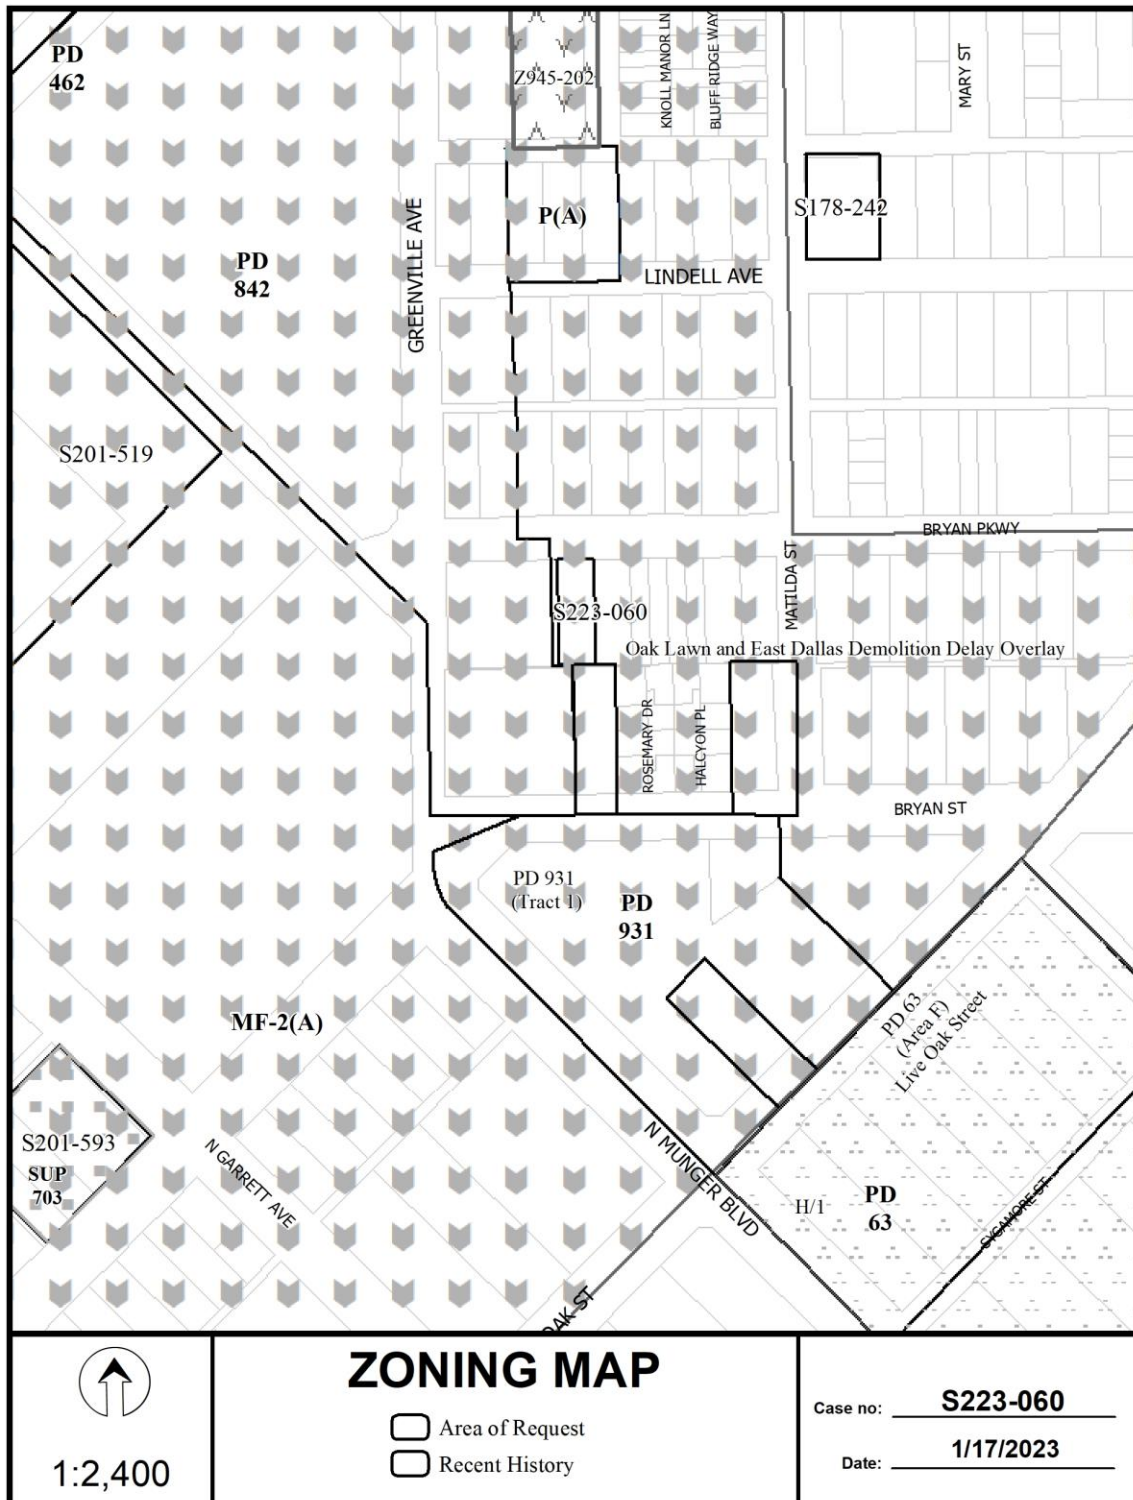 PD
462
Z945-202
KNOLL MANOR LN
BLUFF RIDGE WAY
MARY ST
P(A)
S178-242
GREENVILLE AVE
PD
842
LINDELL AVE
S201-519
BRYAN PKWY
MATILDA ST
S223-060
Oak Lawn and East Dallas Demolition Delay Overlay
ROSEMARY DR
HALCYON PL
BRYAN ST
PD 931
(Tract 1)
PD
931
PD 63
(Area F)
Live Oak Street
MF-2(A)
S201-593
SUP
703
N GARRETT AVE
N MUNGER BLVD
H/1
PD
63
SYCAMORE ST
OAK ST
1:2,400
ZONING MAP
Area of Request
Recent History
Case no: S223-060
Date: 1/17/2023